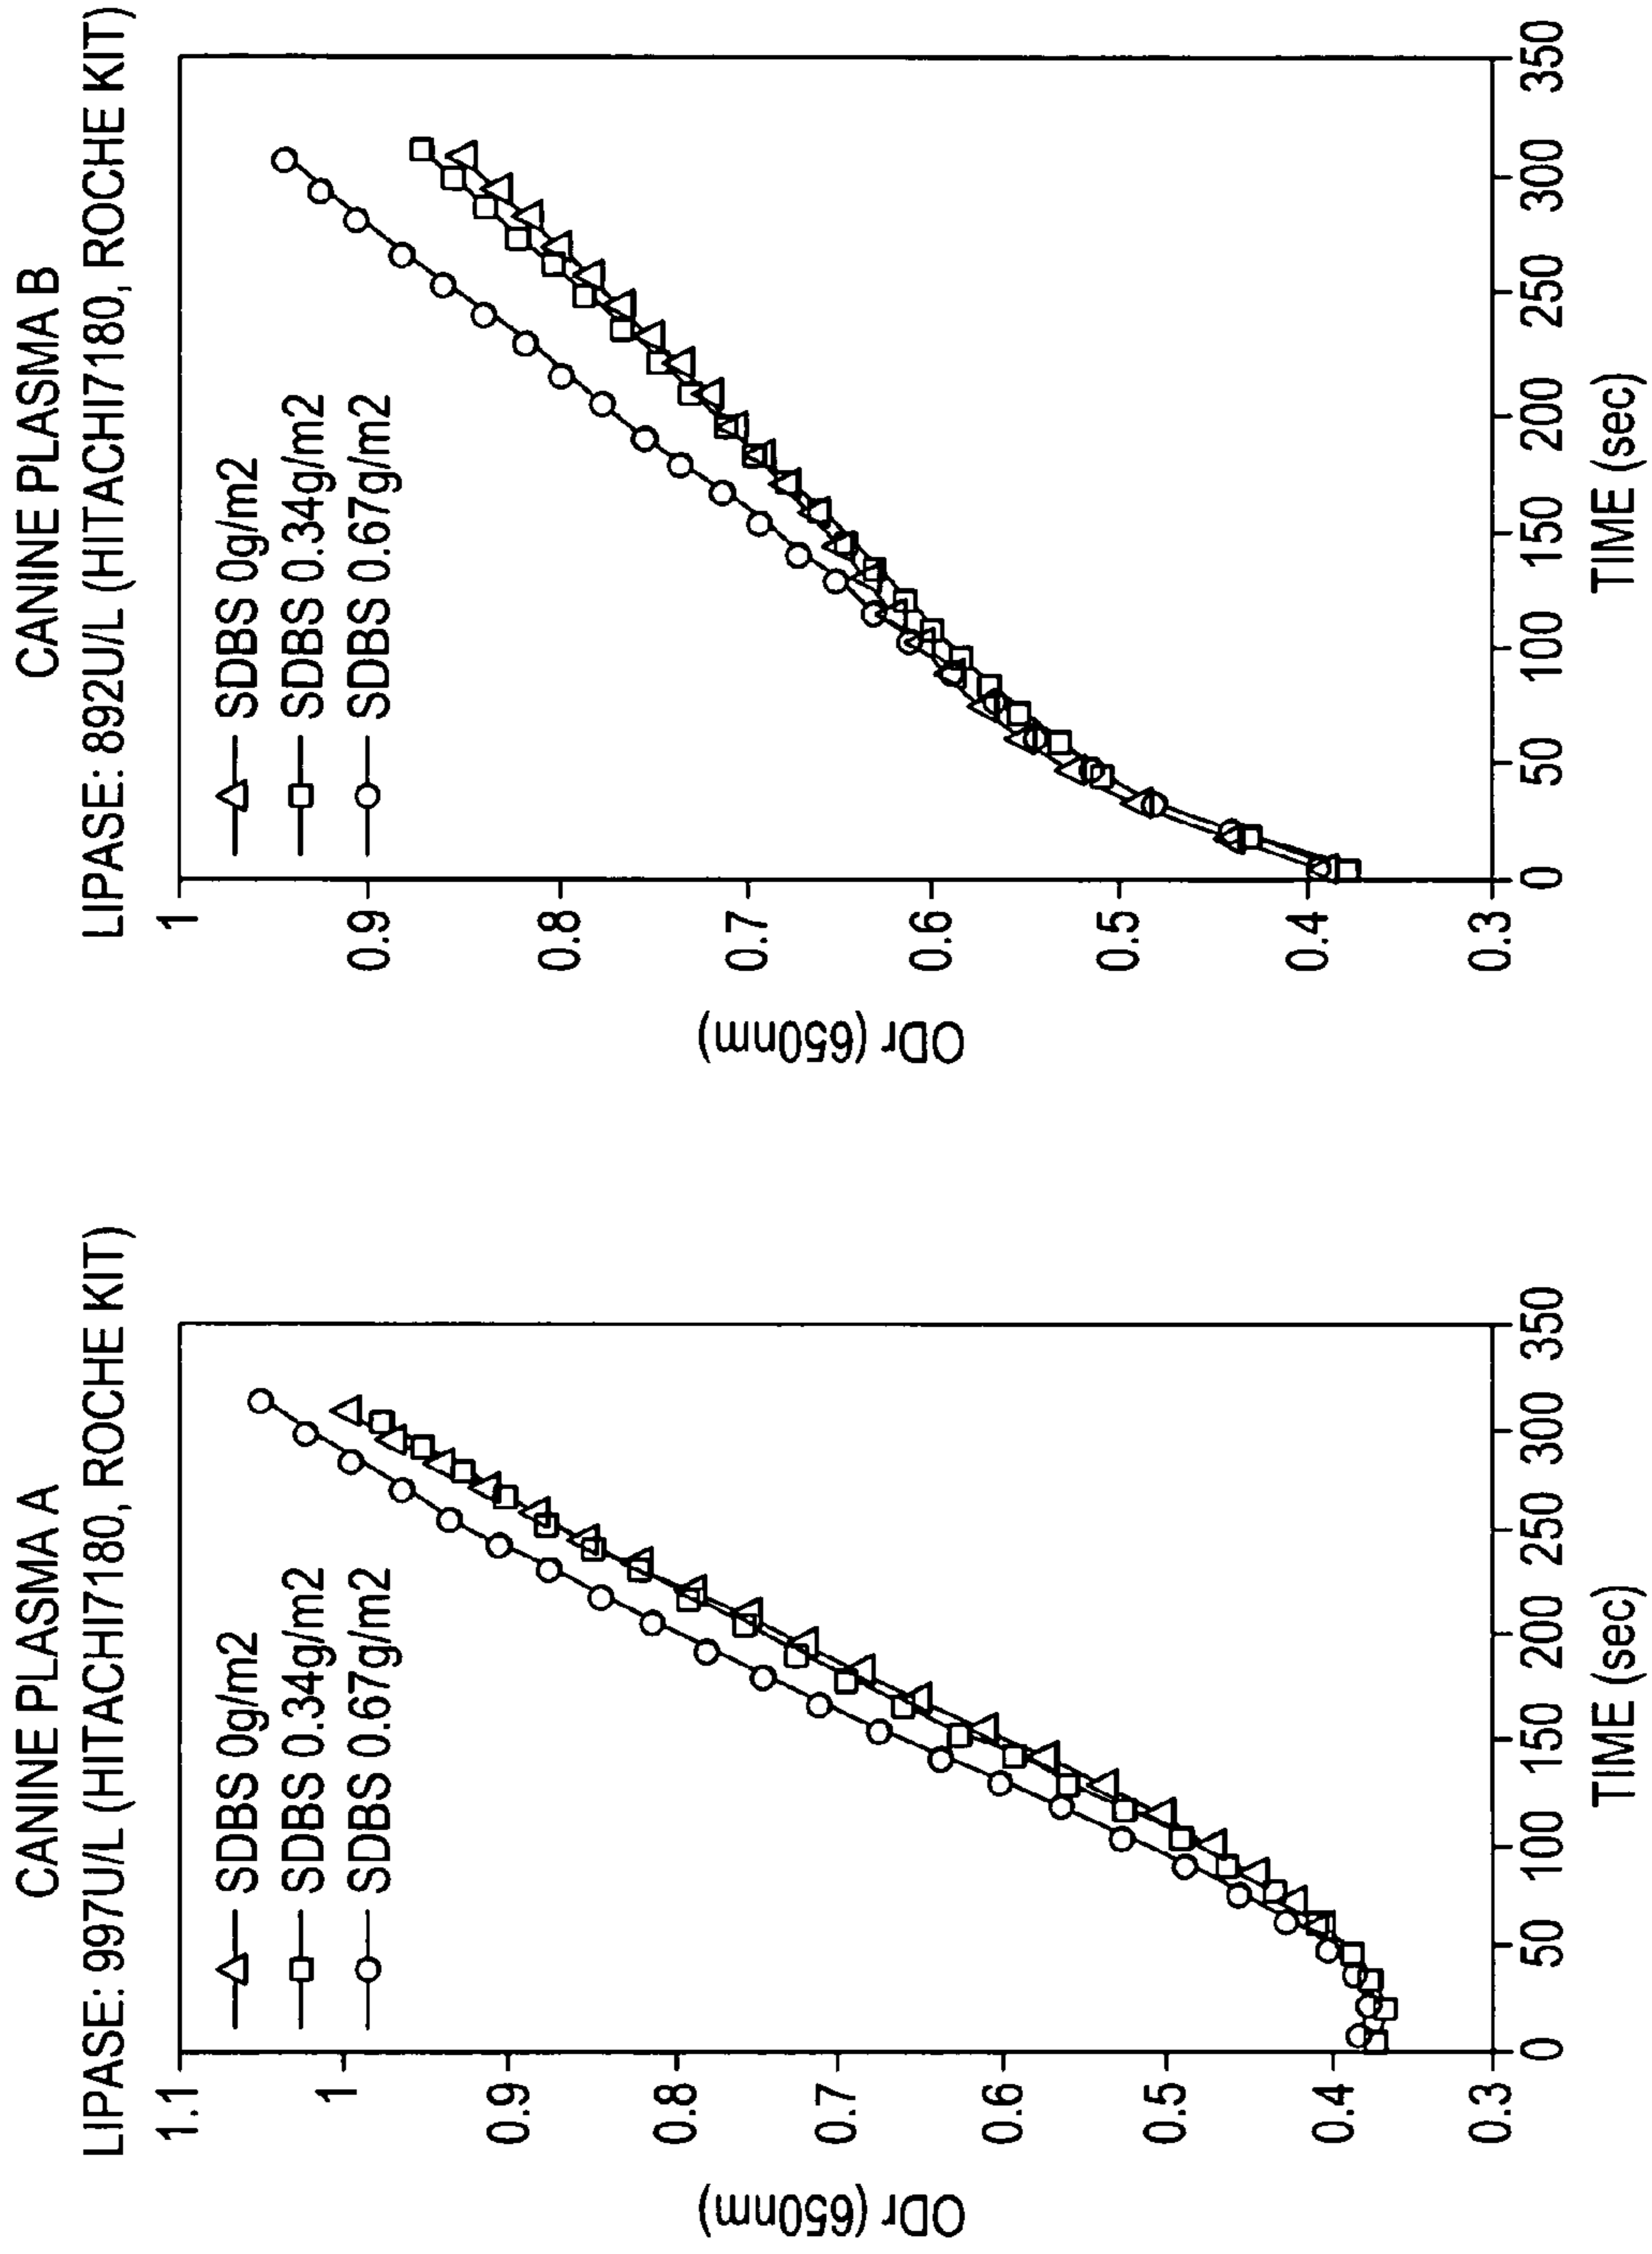 CANINE PLASMA A
LIPASE: 997U/L (HITACHI7180, ROCHE KIT)
SDBS 0g/m2
SDBS 0.34g/m2
SDBS 0.67g/m2
1.1
1
0.9
0.8
0.7
0.6
0.5
0.4
0.3
ODr (650nm)
0 50 100 150 200 250 300 350
TIME (sec)
CANINE PLASMA B
LIPASE: 892U/L (HITACHI7180, ROCHE KIT)
SDBS 0g/m2
SDBS 0.34g/m2
SDBS 0.67g/m2
1
0.9
0.8
0.7
0.6
0.5
0.4
0.3
ODr (650nm)
0 50 100 150 200 250 300 350
TIME (sec)